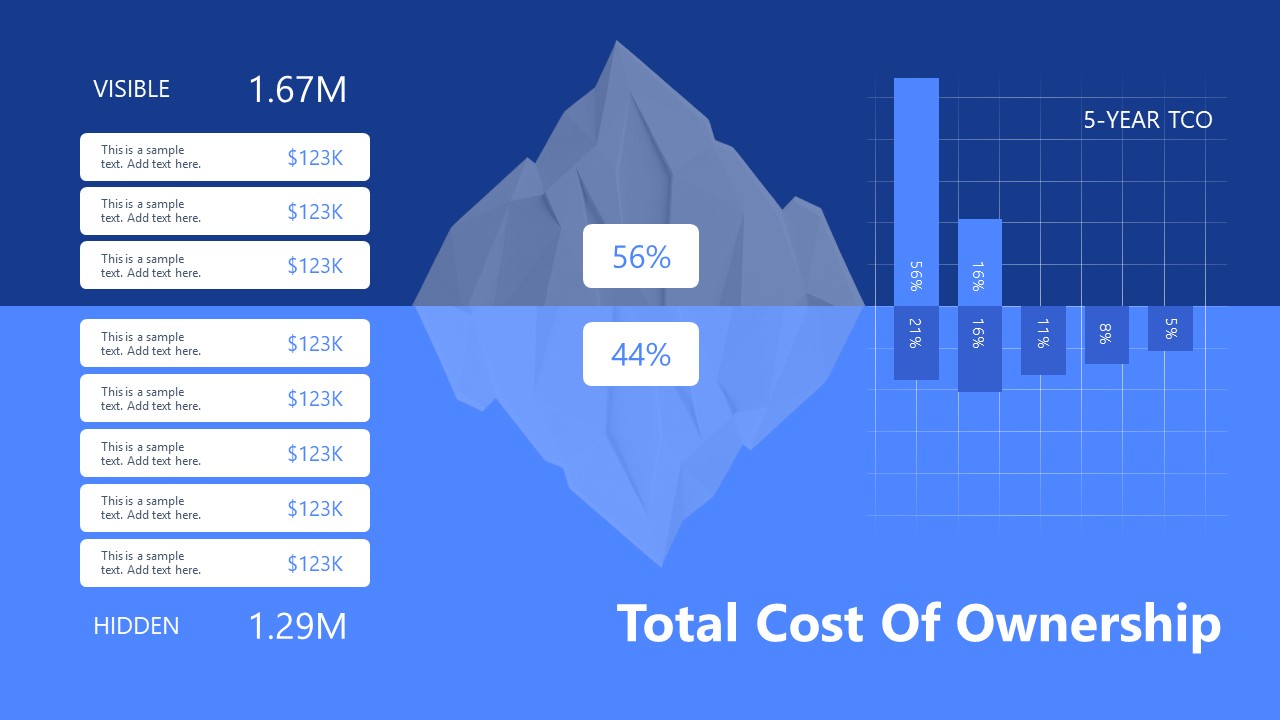 VISIBLE 1.67M
This is a sample
text. Add text here.
$123K
This is a sample
text. Add text here.
$123K
This is a sample
text. Add text here.
$123K
This is a sample
text. Add text here.
$123K
This is a sample
text. Add text here.
$123K
This is a sample
text. Add text here.
$123K
This is a sample
text. Add text here.
$123K
This is a sample
text. Add text here.
$123K
HIDDEN 1.29M
56%
44%
5-YEAR TCO
56%
16%
21%
16%
11%
8%
5%
Total Cost Of Ownership